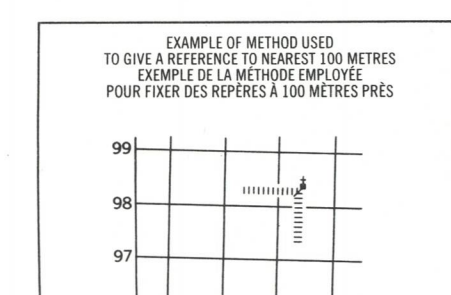 EXAMPLE OF METHOD USED
TO GIVE A REFERENCE TO NEAREST 100 METRES
EXEMPLE DE LA MÉTHODE EMPLOYÉE
POUR FIXER DES REPÈRES À 100 MÈTRES PRÈS
99
98
97